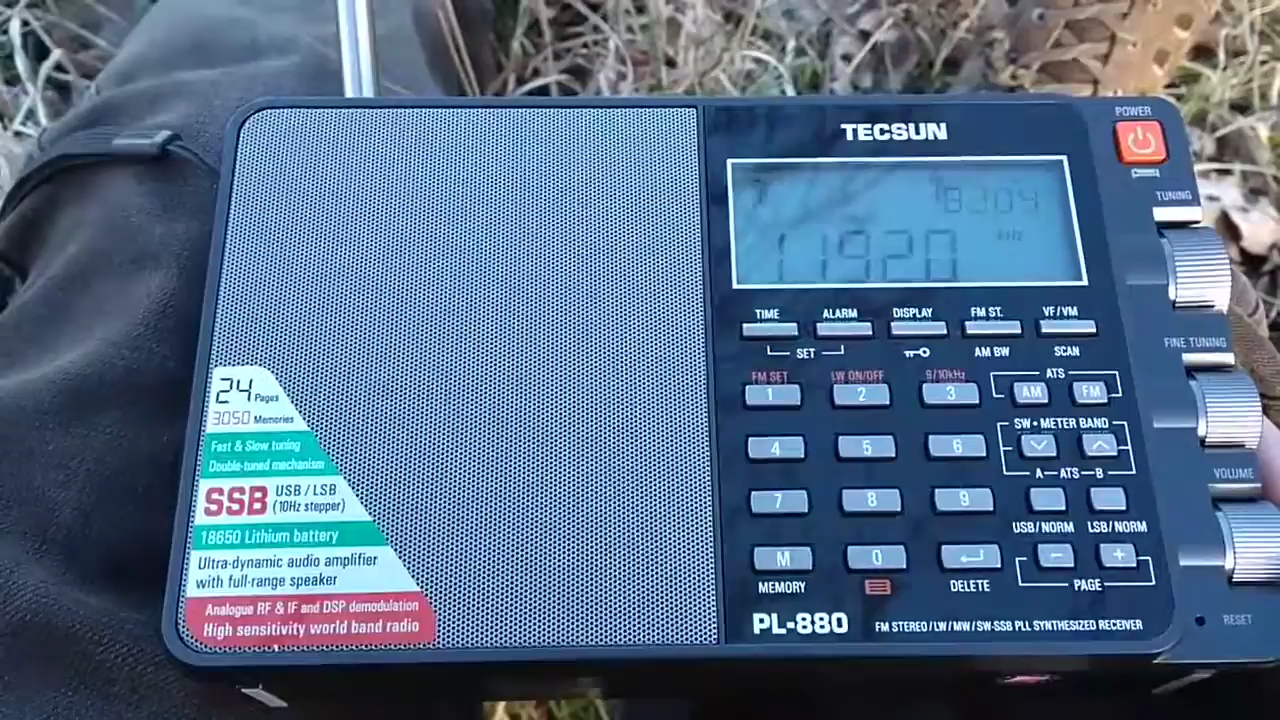 POWER
TECSUN
TUNING
kHz
11920
TIME ALARM DISPLAY FM ST. VF/VM
SET AM BW SCAN
FINE TUNING
FM SET LW ON/OFF 9/10kHz ATS
1 2 3 AM FM
24 Pages
3050 Memories
SW • METER BAND
Fast & Slow tuning
Double-tuned mechanism
4 5 6
A — ATS — B
VOLUME
SSB USB / LSB
(10Hz stepper)
7 8 9
USB/NORM LSB/NORM
18650 Lithium battery
Ultra-dynamic audio amplifier
with full-range speaker
M 0 − +
MEMORY DELETE PAGE
Analogue RF & IF and DSP demodulation
High sensitivity world band radio
PL-880 FM STEREO / LW / MW / SW-SSB PLL SYNTHESIZED RECEIVER
RESET